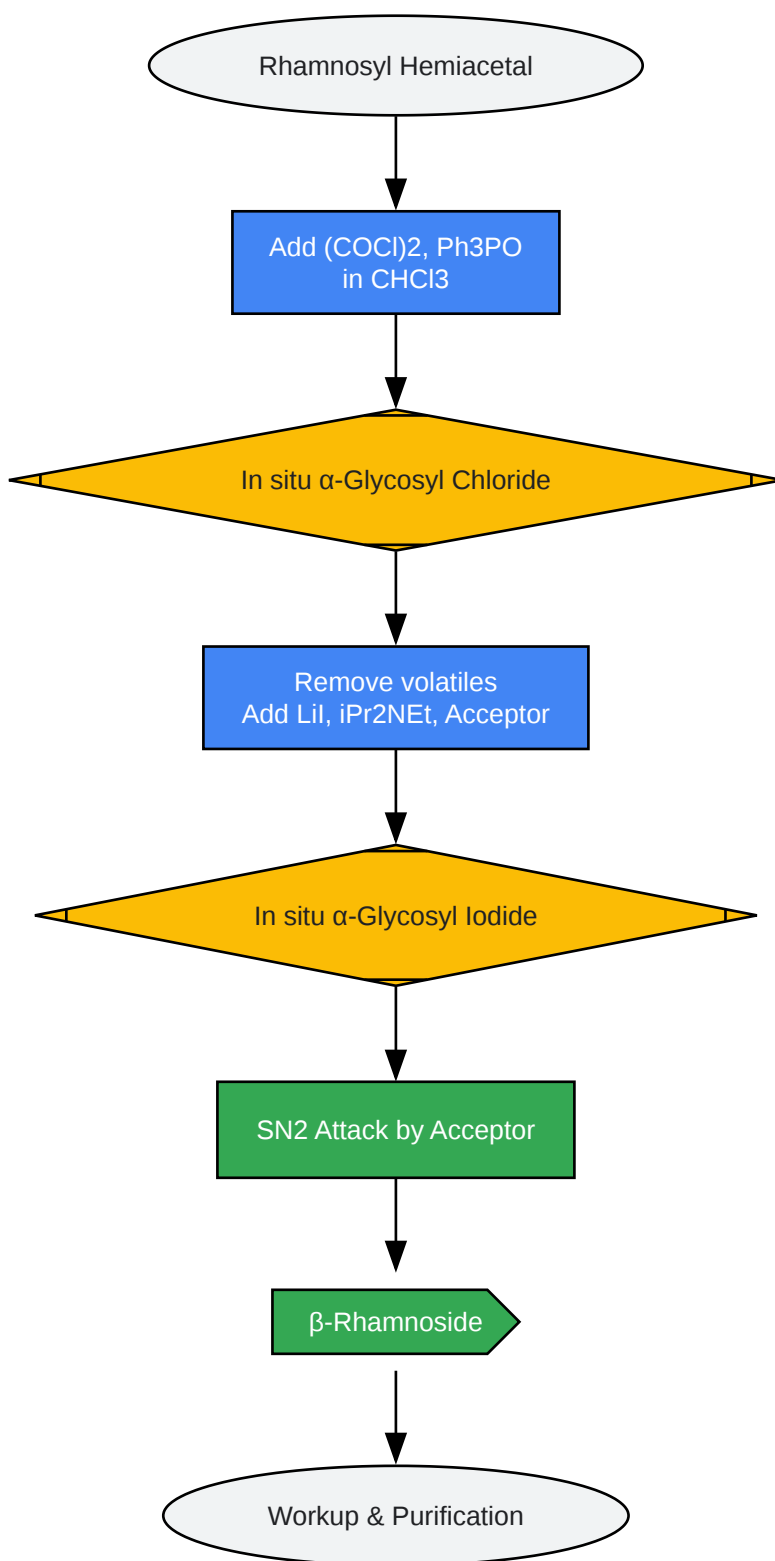 Rhamnosyl Hemiacetal
Add (COCl)2, Ph3PO
in CHCl3
In situ α-Glycosyl Chloride
Remove volatiles
Add LiI, iPr2NEt, Acceptor
In situ α-Glycosyl Iodide
SN2 Attack by Acceptor
β-Rhamnoside
Workup & Purification